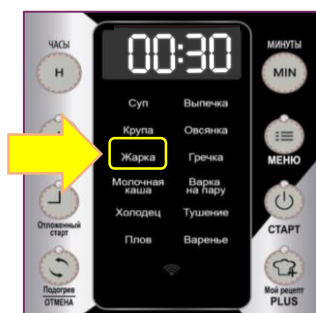 ЧАСЫ
00:30
МИНУТЫ
H
MIN
Суп
Выпечка
Крупа
Овсянка
Жарка
Гречка
МЕНЮ
Молочная
каша
Варка
на пару
Холодец
Тушение
Отложенный
старт
СТАРТ
Плов
Варенье
Подогрев
ОТМЕНА
Мой рецепт
PLUS